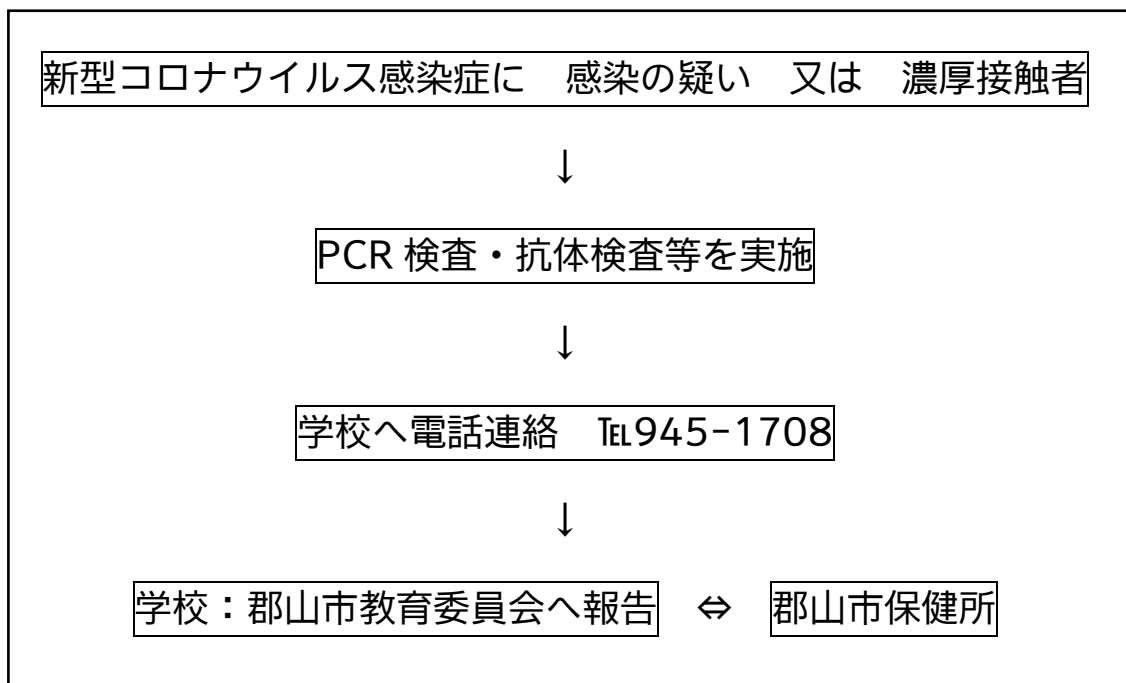 新型コロナウイルス感染症に　感染の疑い　又は　濃厚接触者
↓
PCR 検査・抗体検査等を実施
↓
学校へ電話連絡　℡945-1708
↓
学校：郡山市教育委員会へ報告　⇔　郡山市保健所